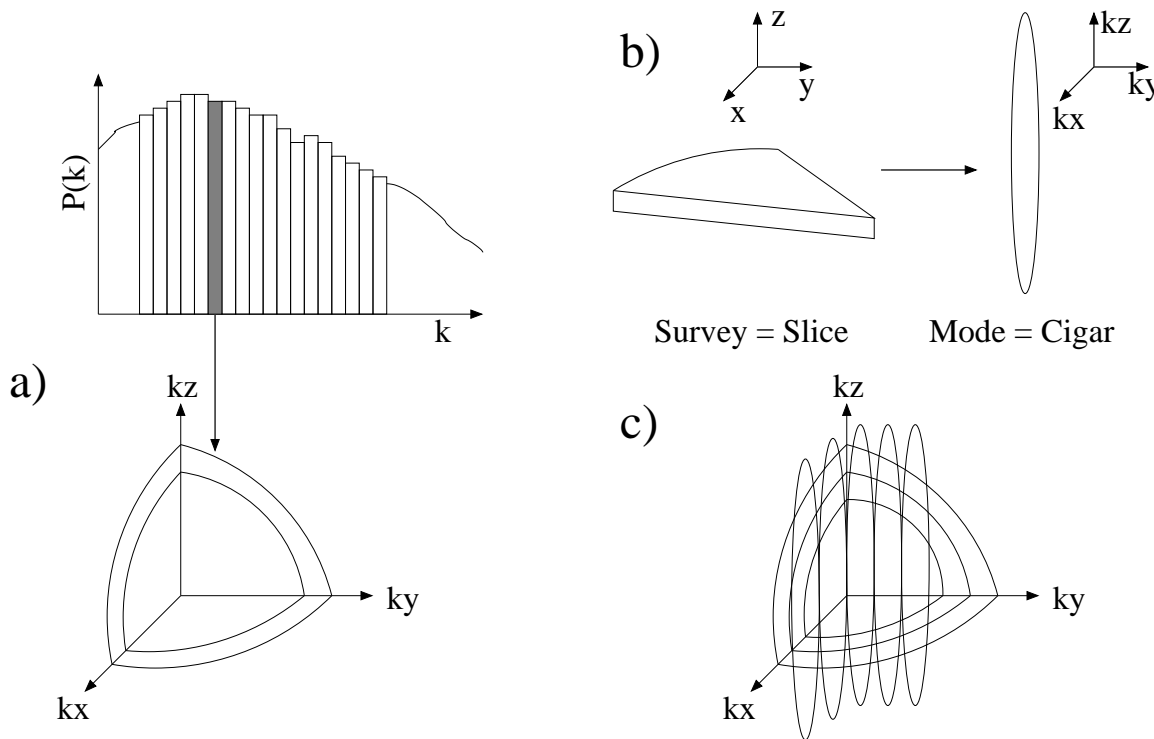 P(k)
k
a)
kz
ky
kx
b)
z
y
x
kz
ky
kx
Survey = Slice
Mode = Cigar
c)
kz
ky
kx